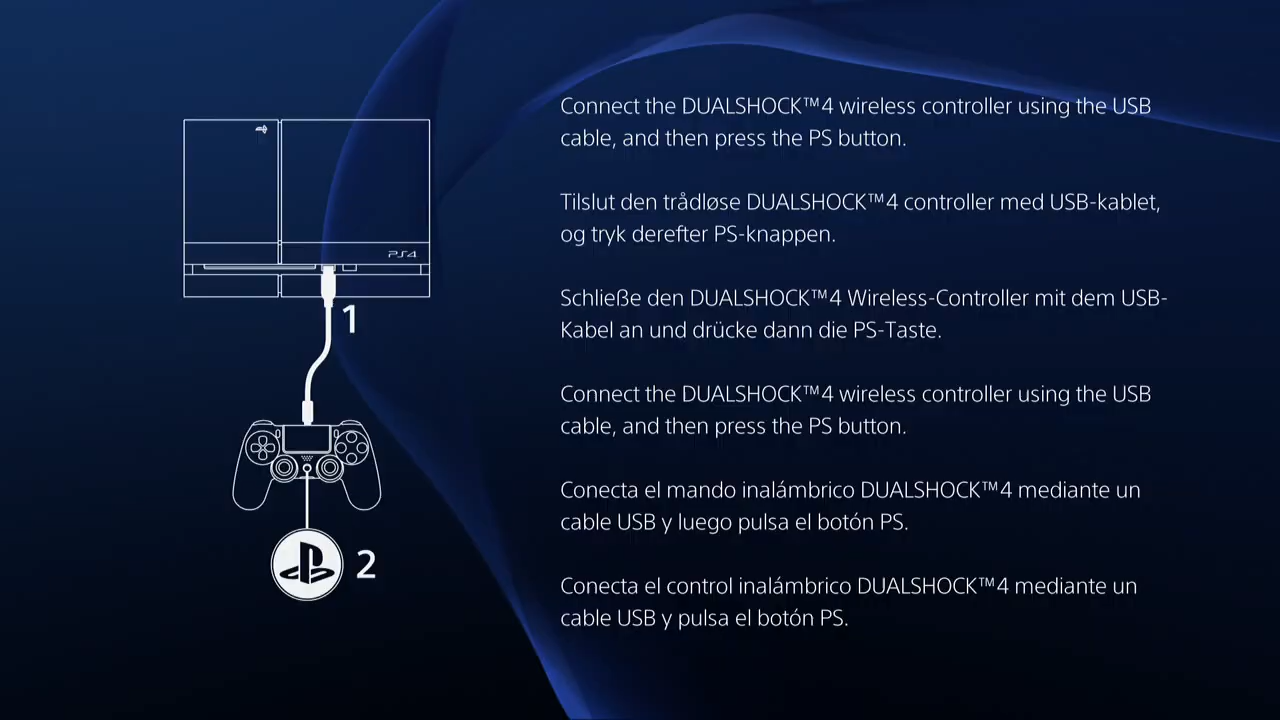 Connect the DUALSHOCK™4 wireless controller using the USB
cable, and then press the PS button.
Tilslut den trådløse DUALSHOCK™4 controller med USB-kablet,
og tryk derefter PS-knappen.
Schließe den DUALSHOCK™4 Wireless-Controller mit dem USB-
Kabel an und drücke dann die PS-Taste.
Connect the DUALSHOCK™4 wireless controller using the USB
cable, and then press the PS button.
Conecta el mando inalámbrico DUALSHOCK™4 mediante un
cable USB y luego pulsa el botón PS.
Conecta el control inalámbrico DUALSHOCK™4 mediante un
cable USB y pulsa el botón PS.
PS4
1
2